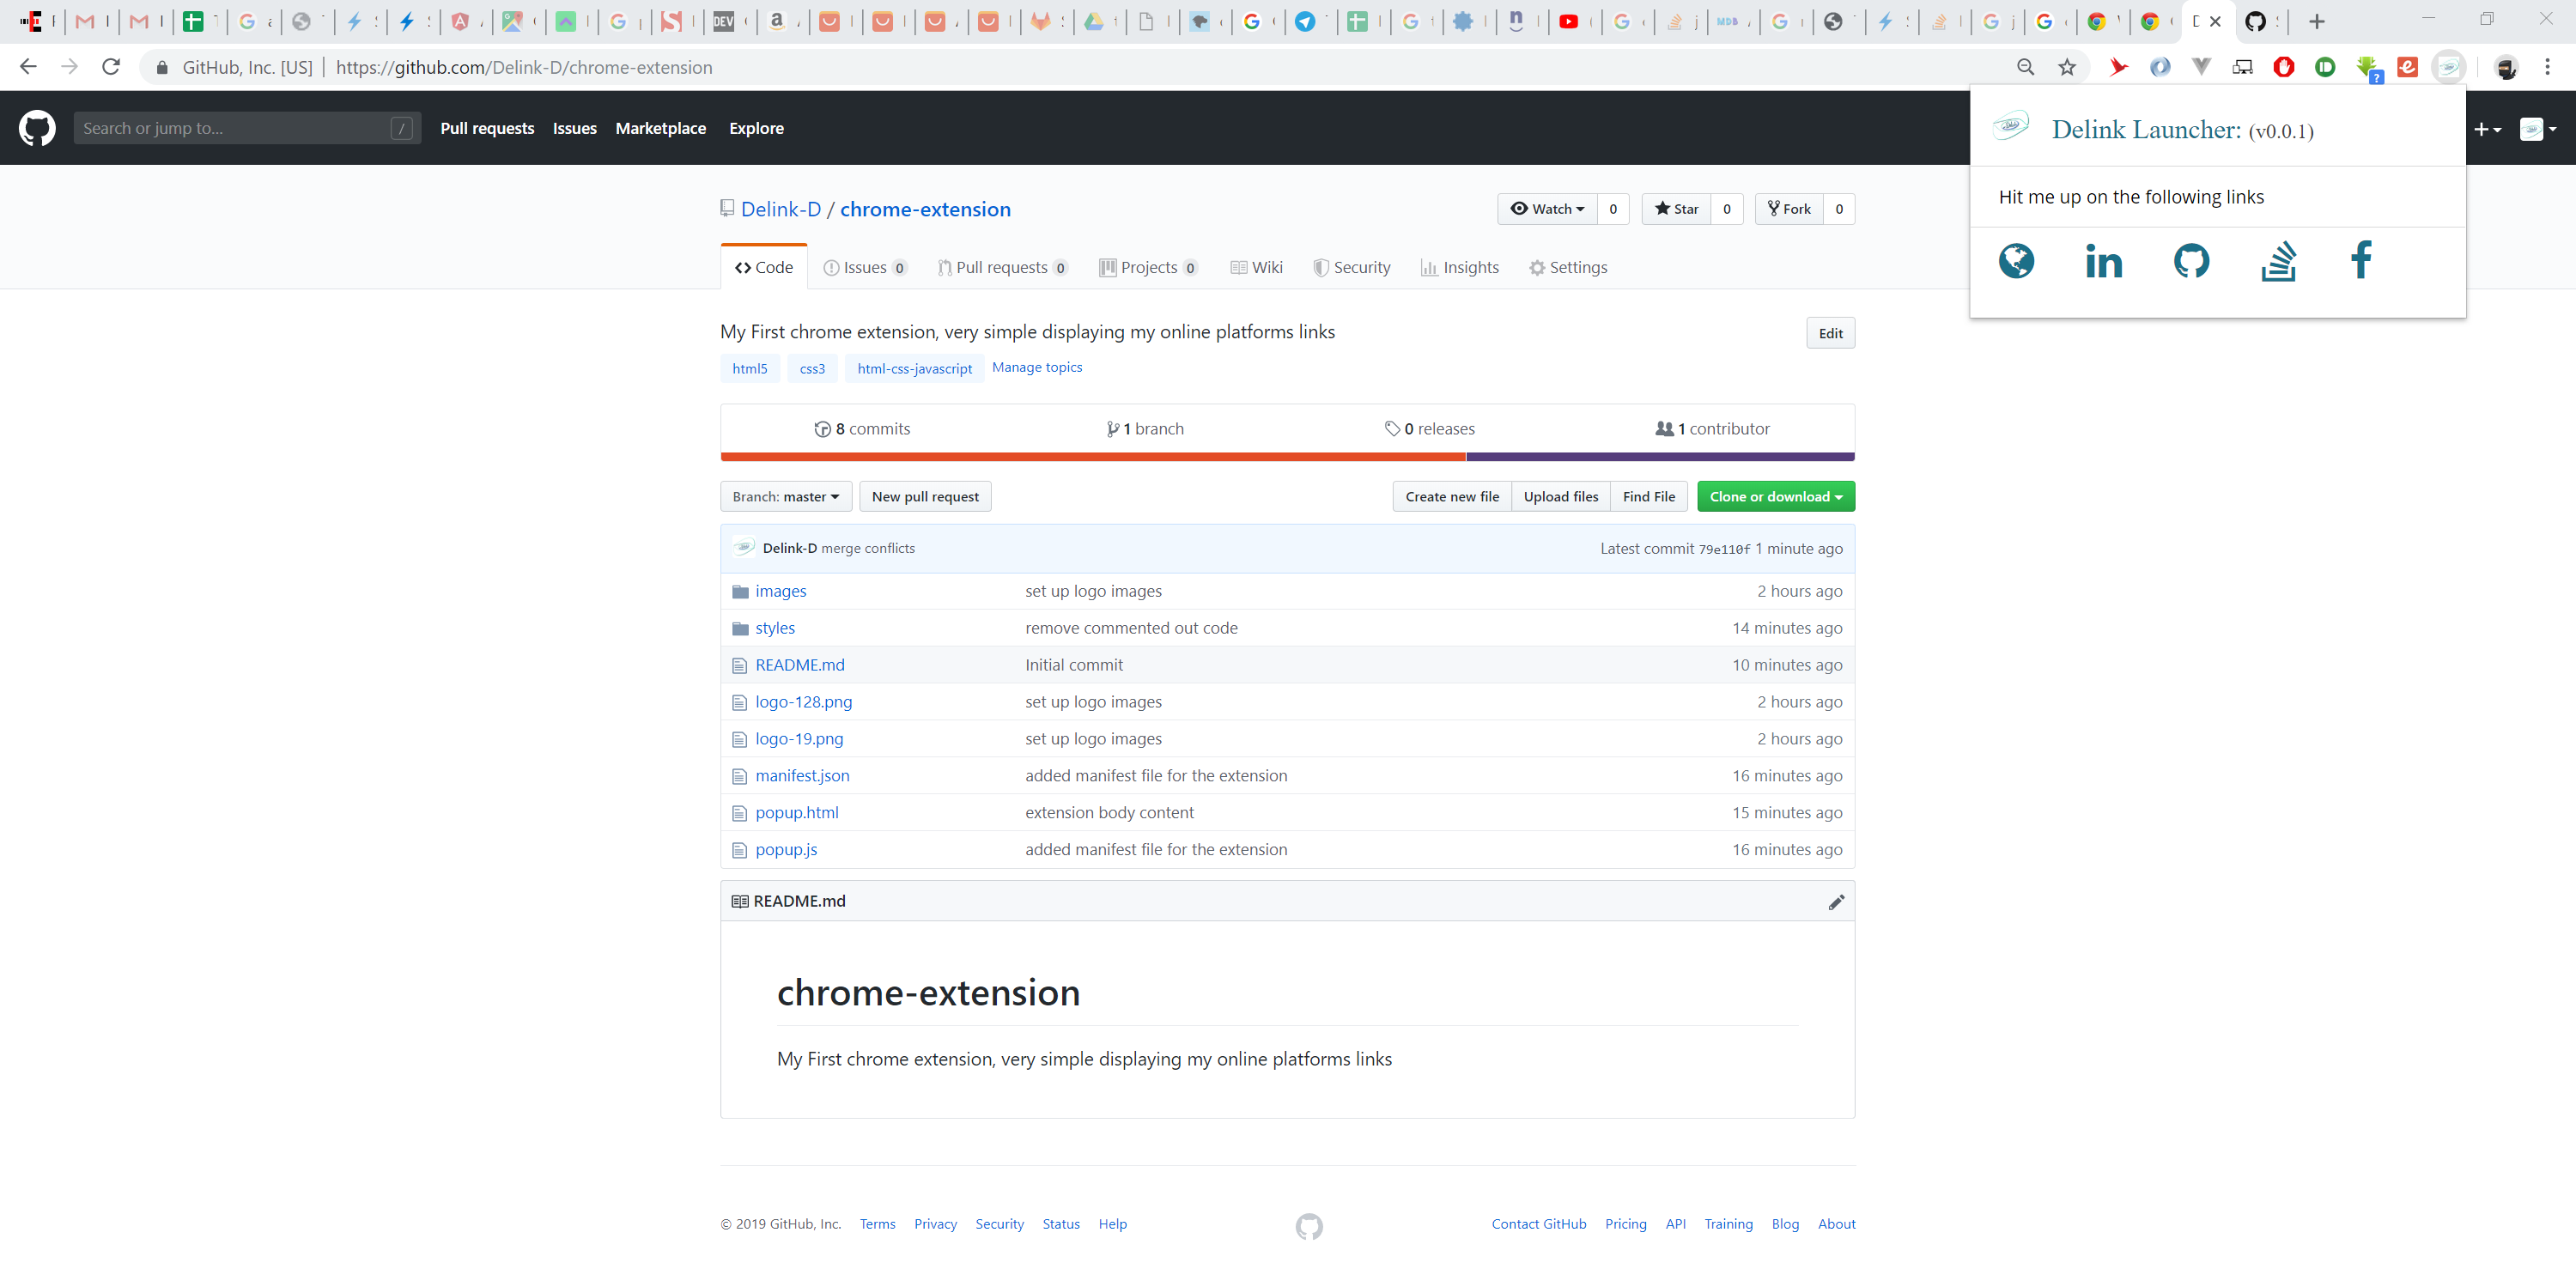 GitHub, Inc. [US] | https://github.com/Delink-D/chrome-extension
Search or jump to... /
Pull requests Issues Marketplace Explore
Delink Launcher: (v0.0.1)
Hit me up on the following links
Delink-D / chrome-extension
Watch 0 Star 0 Fork 0
Code Issues 0 Pull requests 0 Projects 0 Wiki Security Insights Settings
My First chrome extension, very simple displaying my online platforms links
Edit
html5 css3 html-css-javascript Manage topics
8 commits 1 branch 0 releases 1 contributor
Branch: master New pull request Create new file Upload files Find File Clone or download
Delink-D merge conflicts Latest commit 79e110f 1 minute ago
images set up logo images 2 hours ago
styles remove commented out code 14 minutes ago
README.md Initial commit 10 minutes ago
logo-128.png set up logo images 2 hours ago
logo-19.png set up logo images 2 hours ago
manifest.json added manifest file for the extension 16 minutes ago
popup.html extension body content 15 minutes ago
popup.js added manifest file for the extension 16 minutes ago
README.md
chrome-extension
My First chrome extension, very simple displaying my online platforms links
© 2019 GitHub, Inc. Terms Privacy Security Status Help Contact GitHub Pricing API Training Blog About